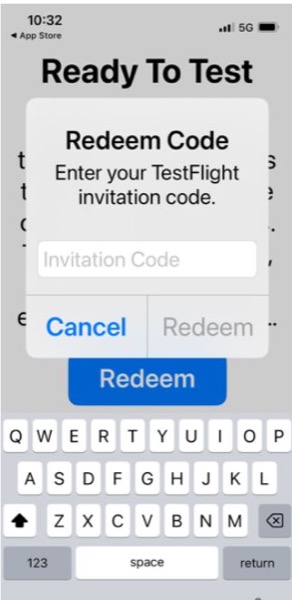 10:32
5G
◂ App Store
Ready To Test
Redeem Code
Enter your TestFlight
invitation code.
Invitation Code
Cancel
Redeem
Redeem
Q W E R T Y U I O P
A S D F G H J K L
Z X C V B N M
123
space
return